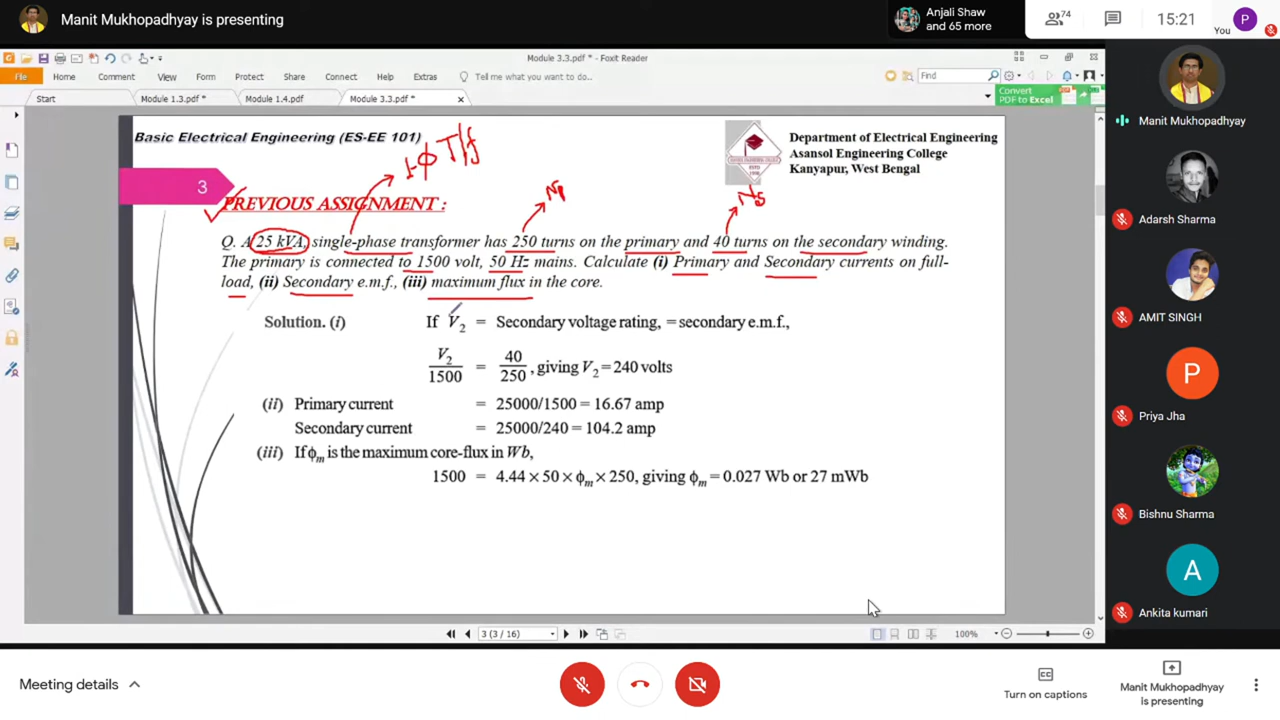 Manit Mukhopadhyay is presenting
Anjali Shaw
and 65 more
74
15:21
You
P
Module 3.3.pdf * - Foxit Reader
File
Home
Comment
View
Form
Protect
Share
Connect
Help
Extras
Tell me what you want to do...
Find
Start
Module 1.3.pdf *
Module 1.4.pdf
Module 3.3.pdf *
Convert
PDF to Excel
Basic Electrical Engineering (ES-EE 101)
Department of Electrical Engineering
Asansol Engineering College
Kanyapur, West Bengal
1-φ T/f
3
PREVIOUS ASSIGNMENT :
Np
Ns
Q. A 25 kVA, single-phase transformer has 250 turns on the primary and 40 turns on the secondary winding.
The primary is connected to 1500 volt, 50 Hz mains. Calculate (i) Primary and Secondary currents on full-
load, (ii) Secondary e.m.f., (iii) maximum flux in the core.
Solution. (i) If V₂ = Secondary voltage rating, = secondary e.m.f.,
V₂/1500 = 40/250, giving V₂ = 240 volts
(ii) Primary current = 25000/1500 = 16.67 amp
Secondary current = 25000/240 = 104.2 amp
(iii) If ϕm is the maximum core-flux in Wb,
1500 = 4.44 × 50 × ϕm × 250, giving ϕm = 0.027 Wb or 27 mWb
3 (3 / 16)
100%
Manit Mukhopadhyay
Adarsh Sharma
AMIT SINGH
P
Priya Jha
Bishnu Sharma
A
Ankita kumari
Meeting details
Turn on captions
Manit Mukhopadhyay
is presenting